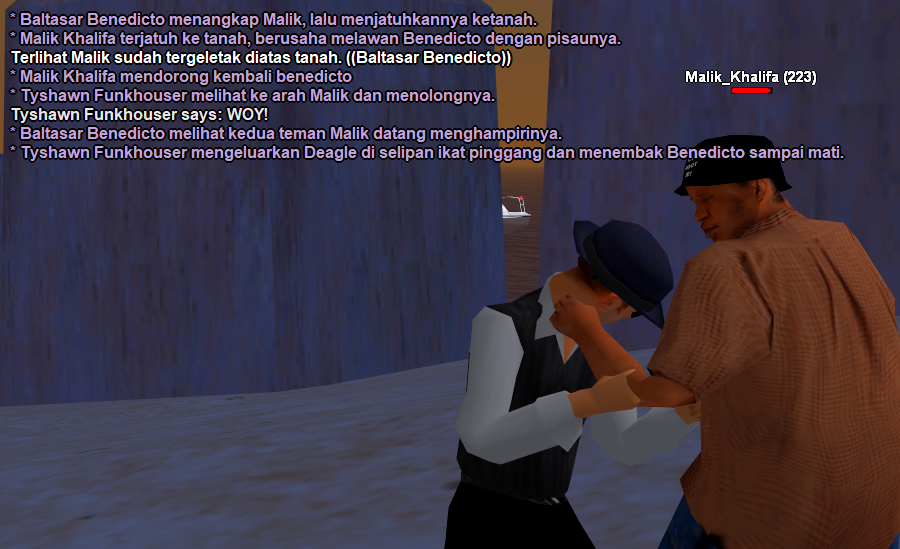 * Baltasar Benedicto menangkap Malik, lalu menjatuhkannya ketanah.
* Malik Khalifa terjatuh ke tanah, berusaha melawan Benedicto dengan pisaunya.
Terlihat Malik sudah tergeletak diatas tanah. ((Baltasar Benedicto))
* Malik Khalifa mendorong kembali benedicto
* Tyshawn Funkhouser melihat ke arah Malik dan menolongnya.
Tyshawn Funkhouser says: WOY!
* Baltasar Benedicto melihat kedua teman Malik datang menghampirinya.
* Tyshawn Funkhouser mengeluarkan Deagle di selipan ikat pinggang dan menembak Benedicto sampai mati.
Malik_Khalifa (223)